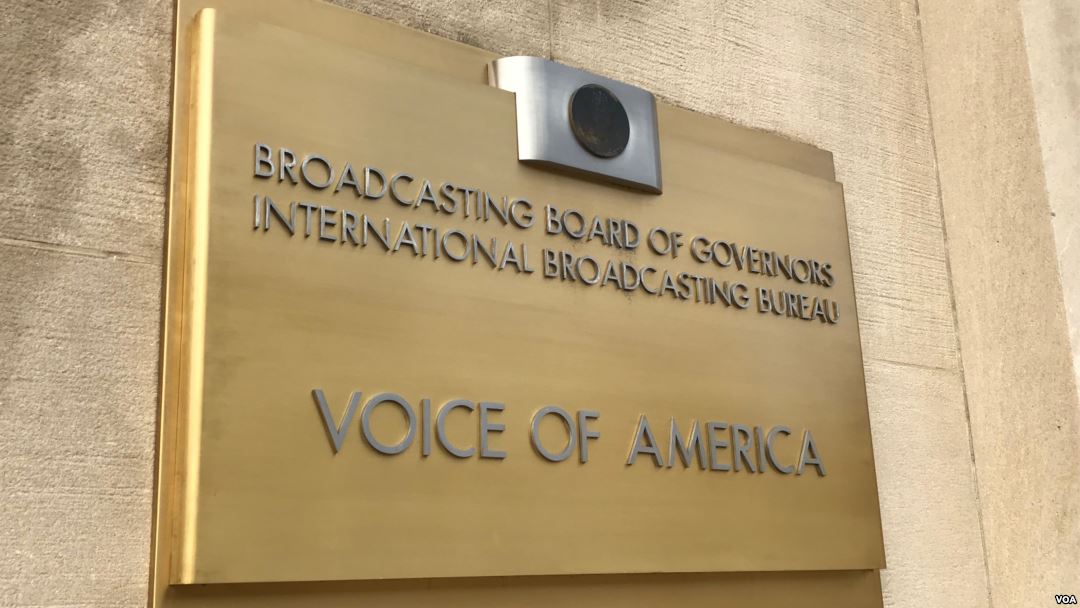 BROADCASTING BOARD OF GOVERNORS
INTERNATIONAL BROADCASTING BUREAU
VOICE OF AMERICA
VOA